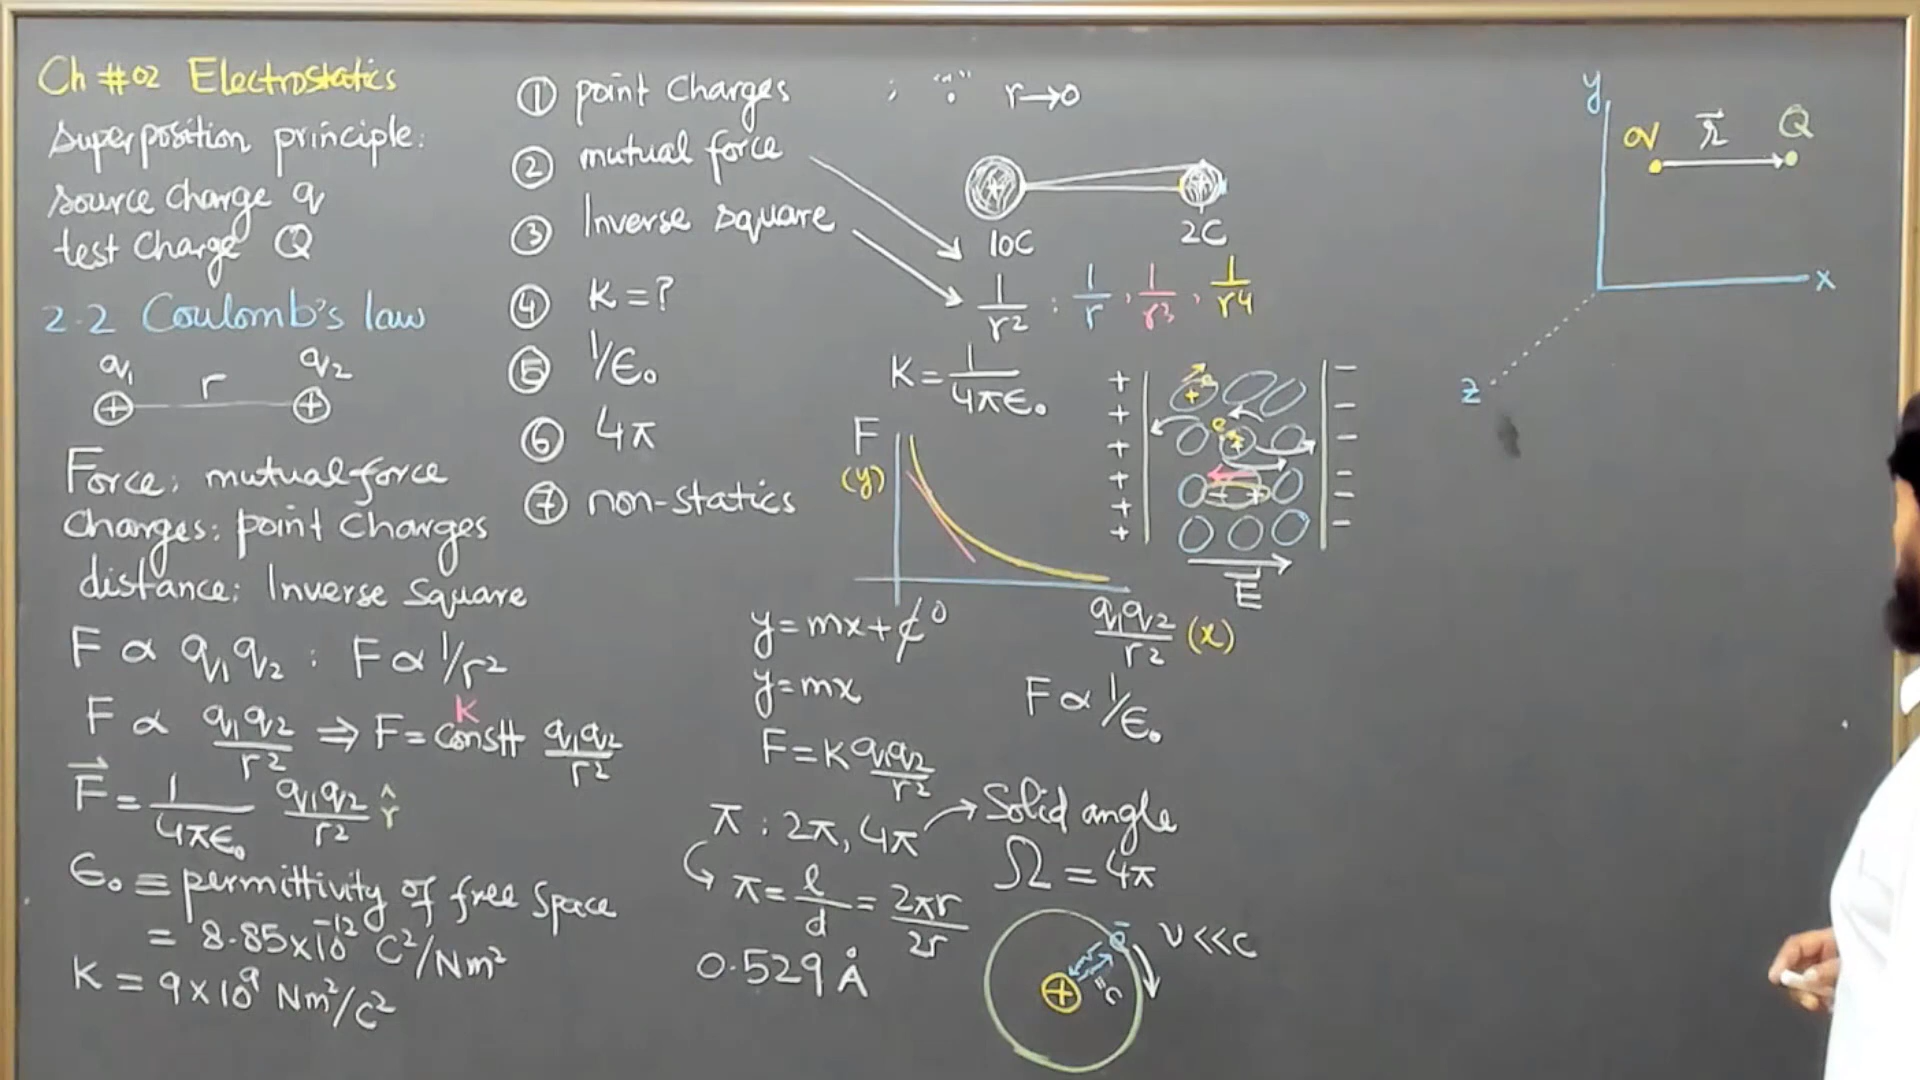 Ch #02 Electrostatics
Superposition principle:
source charge q
test charge Q
2.2 Coulomb's law
q₁ r q₂
⊕ ⊕
Force: mutual force
Charges: point Charges
distance: Inverse square
F ∝ q₁q₂ : F ∝ 1/r²
K
F ∝ q₁q₂/r² ⇒ F = constt q₁q₂/r²
F⃗ = 1/4πϵ₀ q₁q₂/r² r̂
ϵ₀ ≡ permittivity of free space
= 8.85×10⁻¹² C²/Nm²
K = 9×10⁹ Nm²/C²
① point Charges ; "." r→0
② mutual force
③ Inverse square
④ K = ?
⑤ 1/ϵ₀
⑥ 4π
⑦ non-statics
10C 2C
1/r² : 1/r , 1/r³ , 1/r⁴
K = 1/4πϵ₀
F
(y)
q₁q₂/r² (x)
y = mx + c 0
y = mx
F = K q₁q₂/r²
F ∝ 1/ϵ₀
π : 2π, 4π → Solid angle
Ω = 4π
π = l/d = 2πr/2r
0.529 Å
v << c
"c"
+ + + + + +
− − − − − −
e
+
e
+
− +
E⃗
y
q r⃗ Q
x
z